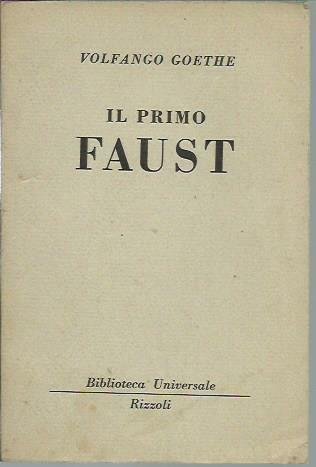 VOLFANGO GOETHE
IL PRIMO
FAUST
Biblioteca Universale
Rizzoli